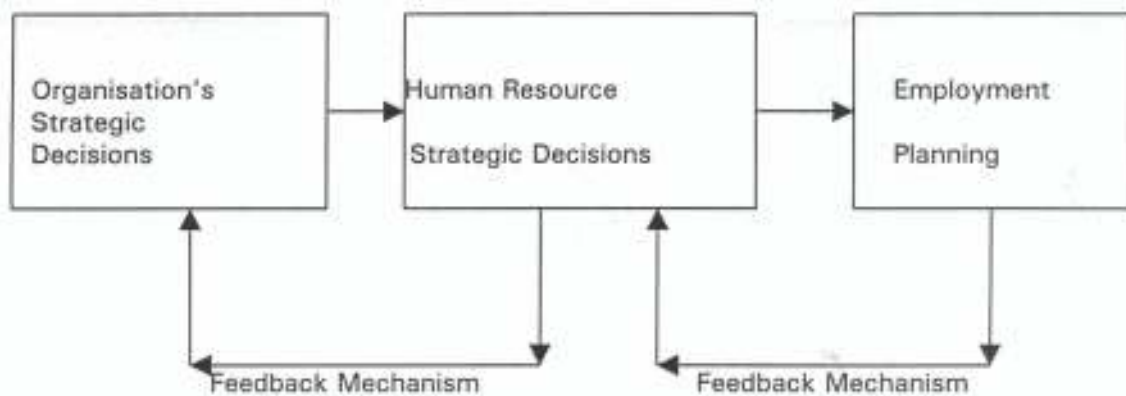 Organisation's
Strategic
Decisions
Human Resource
Strategic Decisions
Employment
Planning
Feedback Mechanism
Feedback Mechanism